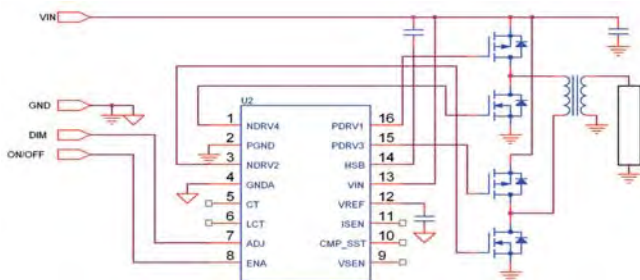 VIN
GND
DIM
ON/OFF
U2
1 NDRV4 PDRV1 16
2 PGND PDRV3 15
3 NDRV2 HSB 14
4 GNDA VIN 13
5 CT VREF 12
6 LCT ISEN 11
7 ADJ CMP_SST 10
8 ENA VSEN 9